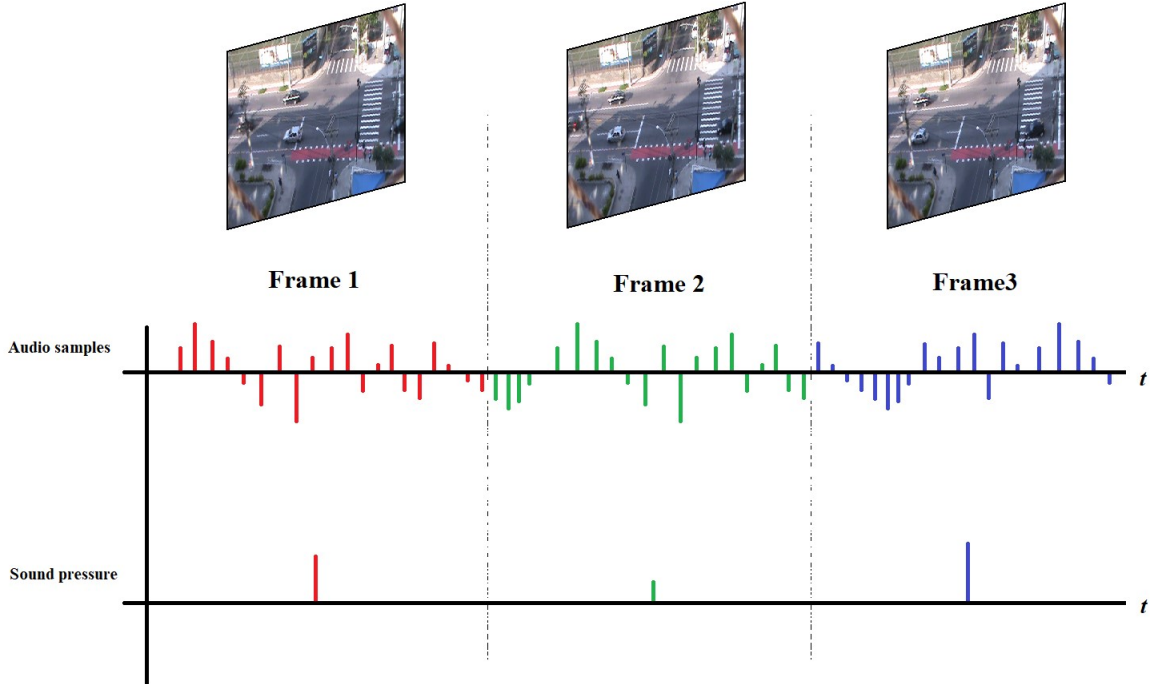 Frame 1
Frame 2
Frame3
Audio samples
t
Sound pressure
t